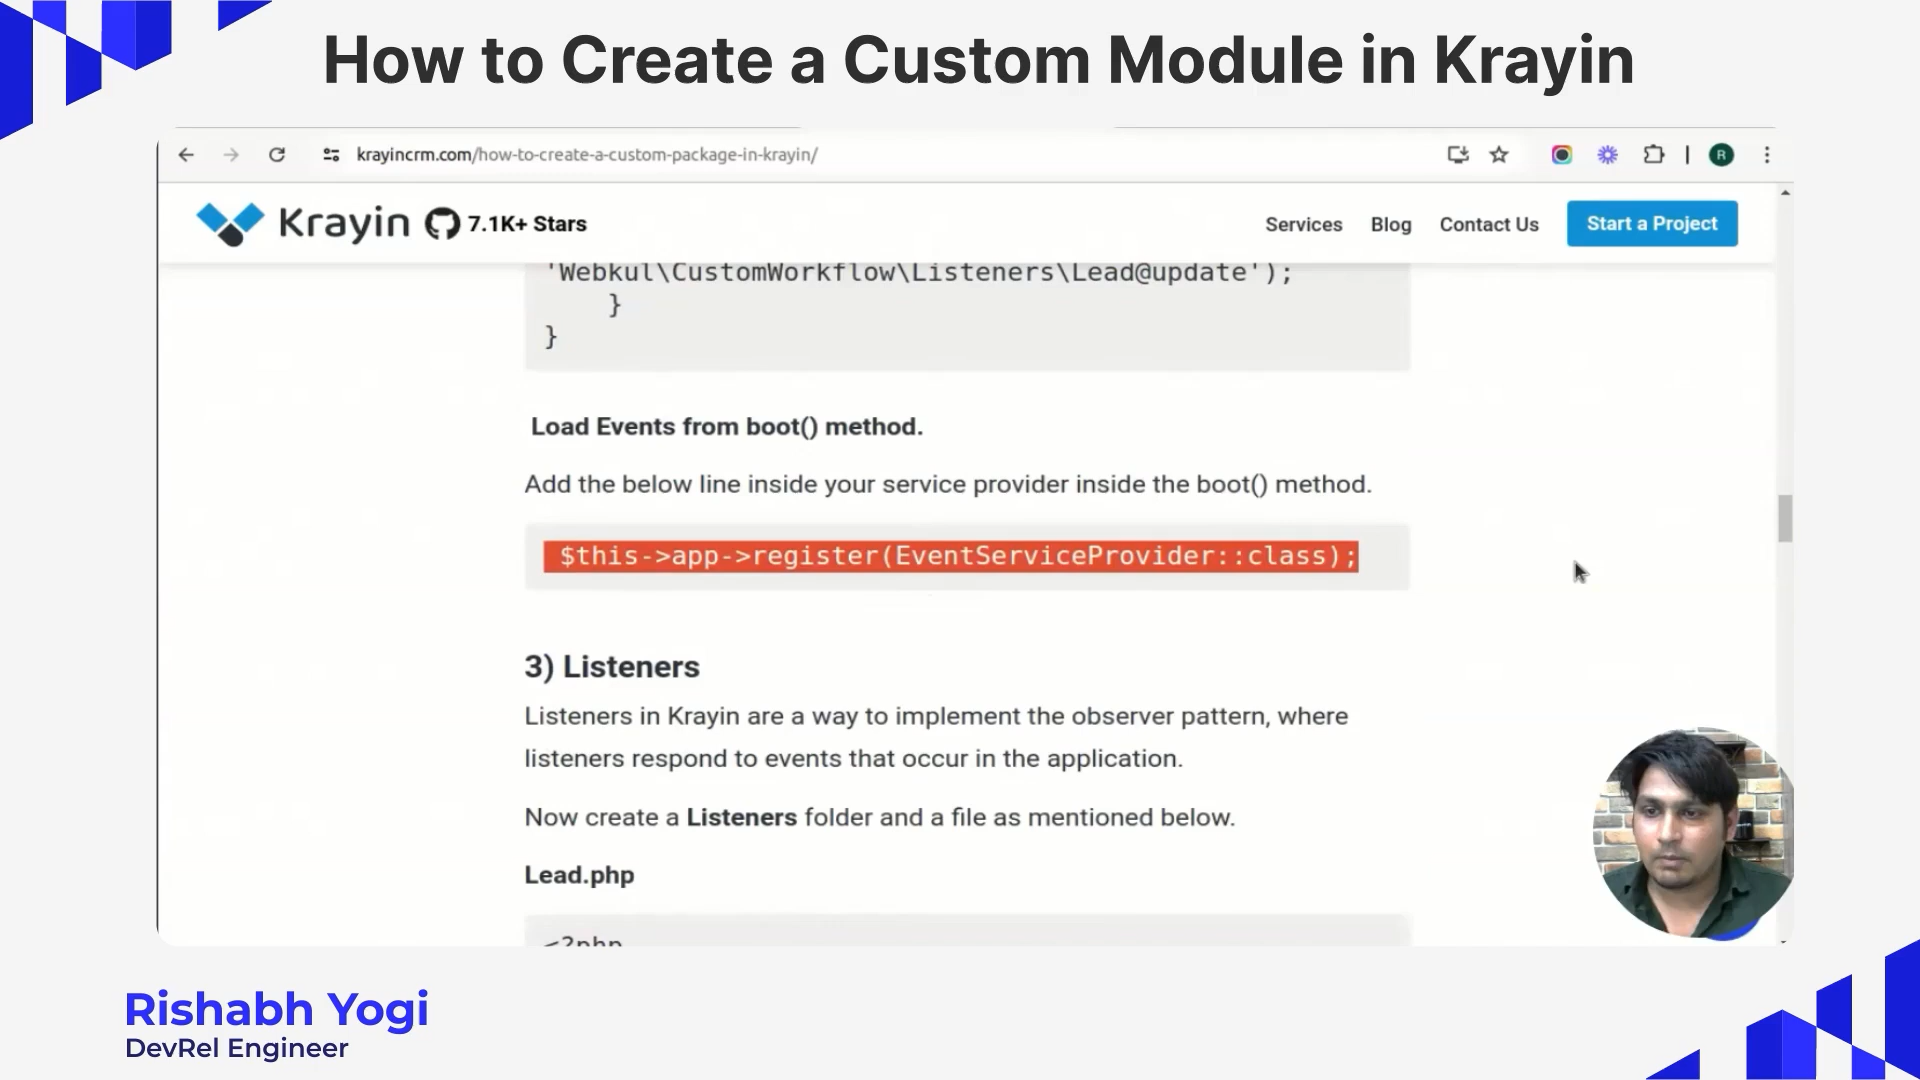 How to Create a Custom Module in Krayin
krayincrm.com/how-to-create-a-custom-package-in-krayin/
R
Krayin 7.1K+ Stars
Services Blog Contact Us Start a Project
'Webkul\CustomWorkflow\Listeners\Lead@update');
}
}
Load Events from boot() method.
Add the below line inside your service provider inside the boot() method.
$this->app->register(EventServiceProvider::class);
3) Listeners
Listeners in Krayin are a way to implement the observer pattern, where
listeners respond to events that occur in the application.
Now create a Listeners folder and a file as mentioned below.
Lead.php
<?php
Rishabh Yogi
DevRel Engineer